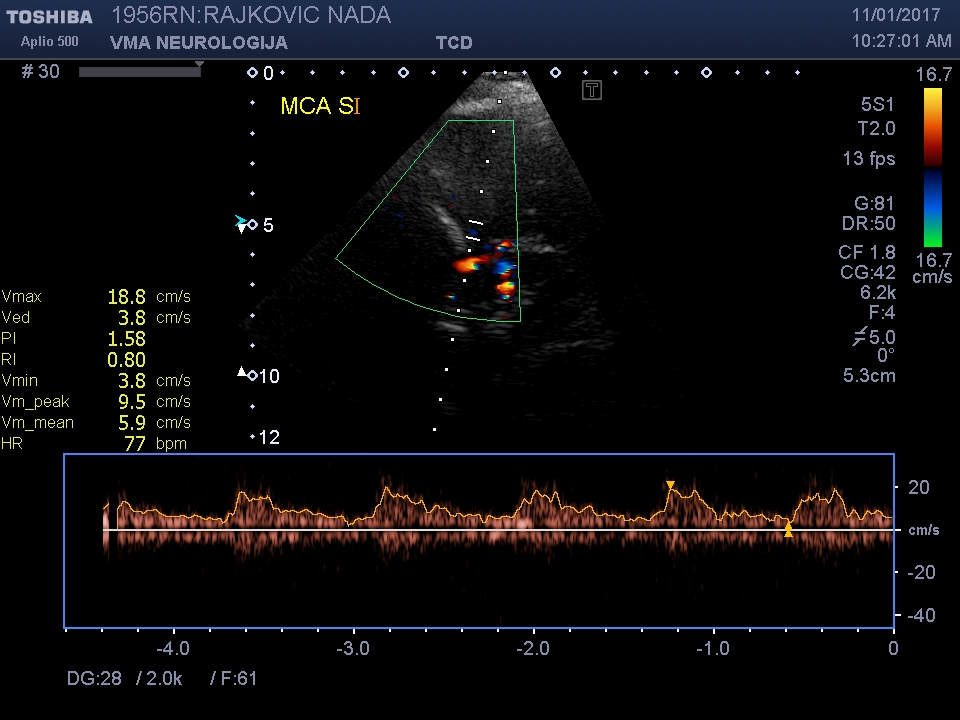 TOSHIBA 1956RN:RAJKOVIC NADA 11/01/2017
Aplio 500 VMA NEUROLOGIJA TCD 10:27:01 AM
# 30
0
T
16.7
MCA SI
5S1
T2.0
13 fps
G:81
DR:50
5
CF 1.8
CG:42
16.7
cm/s
6.2k
F:4
5.0
0°
5.3cm
10
12
Vmax 18.8 cm/s
Ved 3.8 cm/s
PI 1.58
RI 0.80
Vmin 3.8 cm/s
Vm_peak 9.5 cm/s
Vm_mean 5.9 cm/s
HR 77 bpm
20
cm/s
-20
-40
-4.0 -3.0 -2.0 -1.0 0
DG:28 / 2.0k / F:61